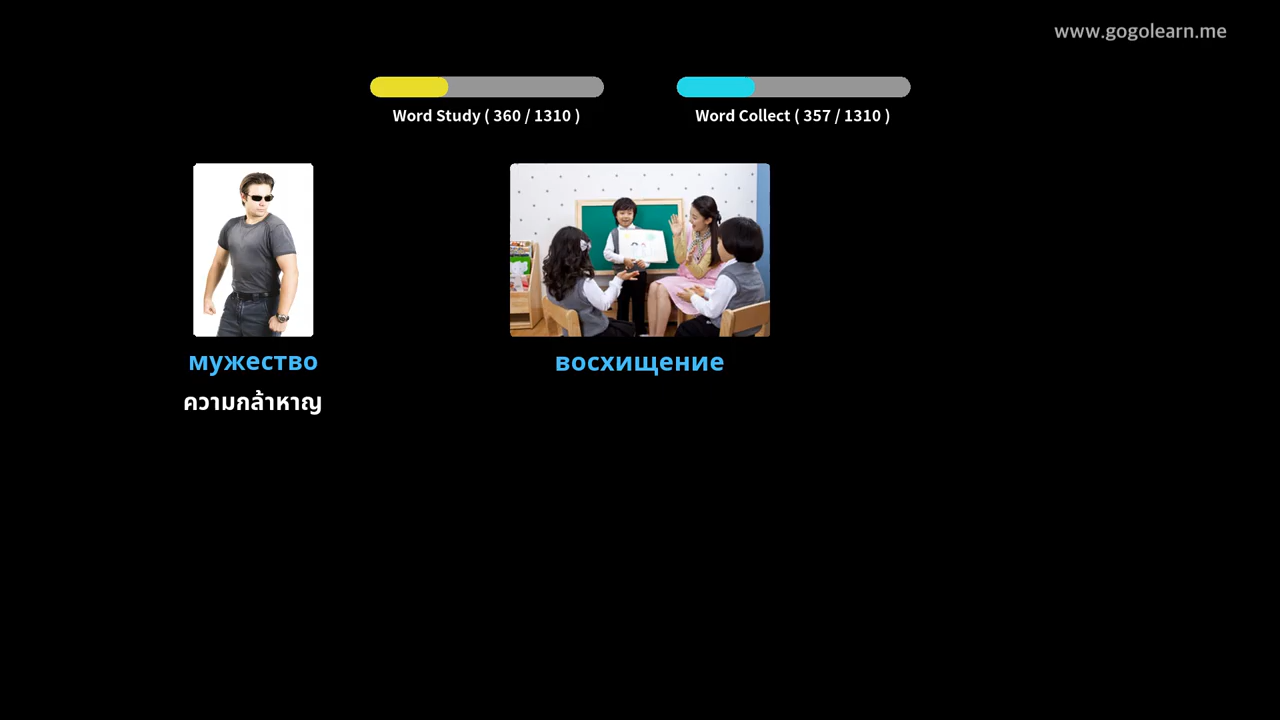 www.gogolearn.me
Word Study ( 360 / 1310 )
Word Collect ( 357 / 1310 )
мужество
восхищение
ความกล้าหาญ